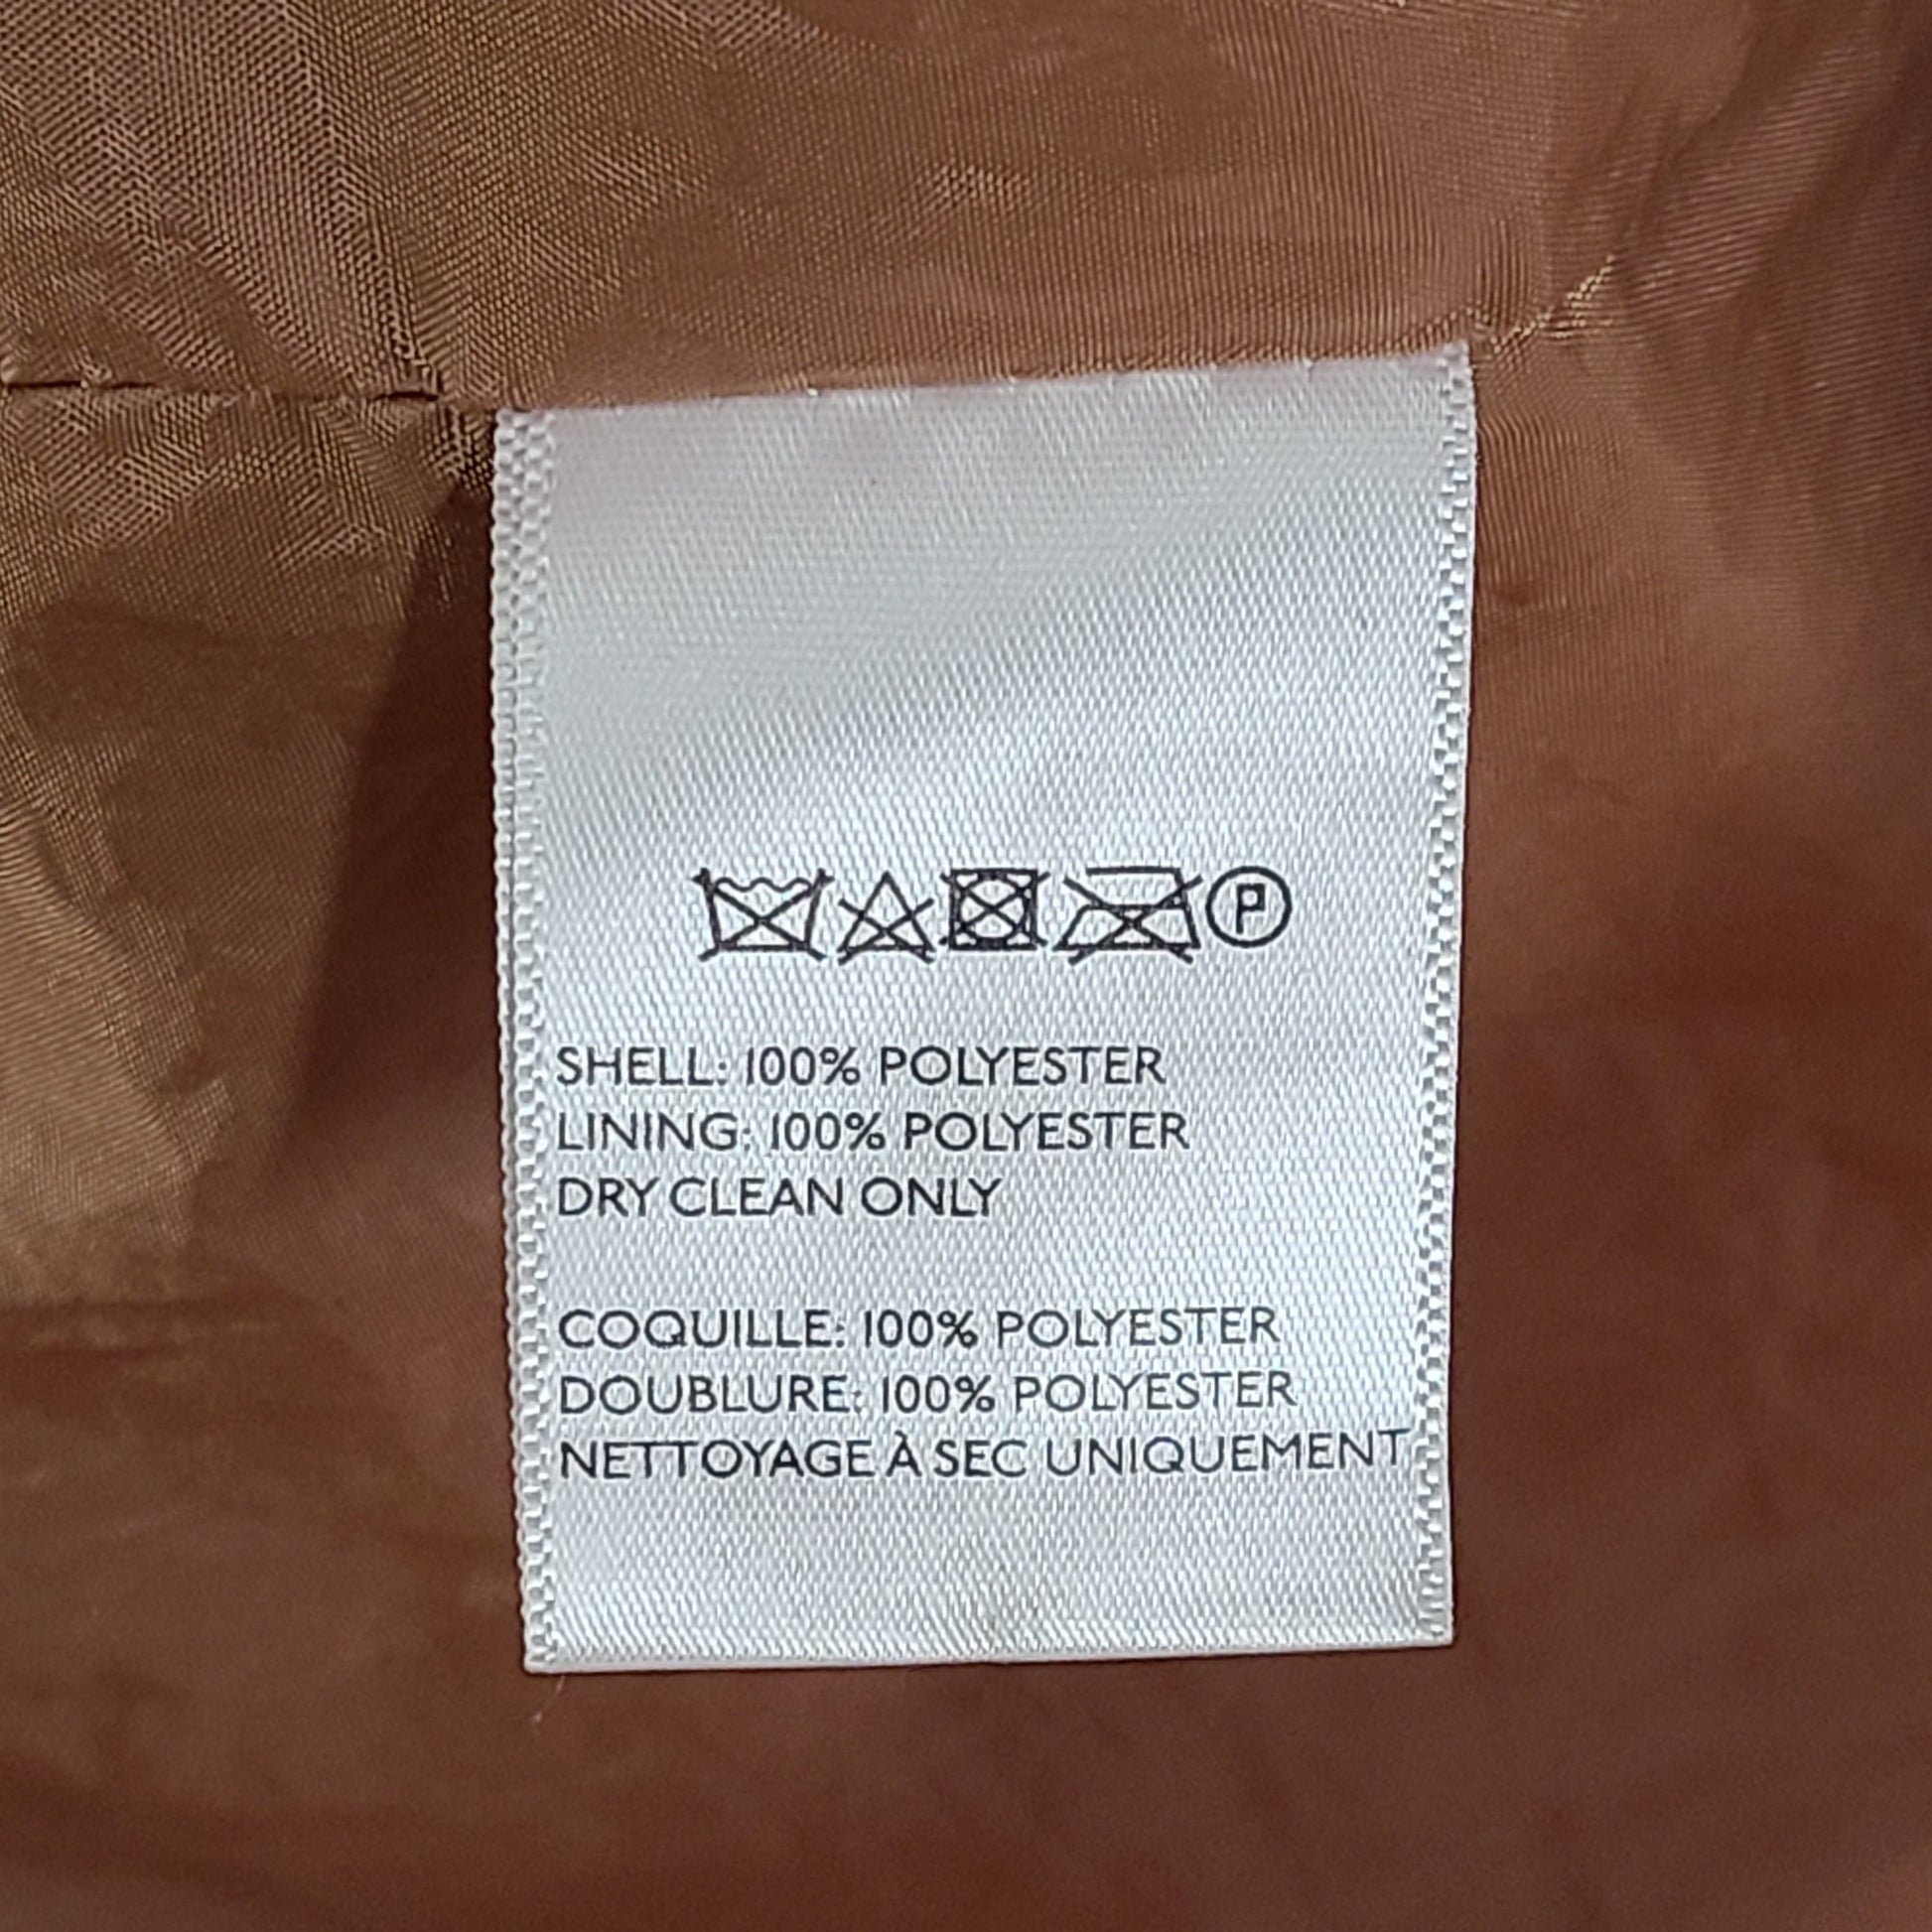 P
SHELL: 100% POLYESTER
LINING: 100% POLYESTER
DRY CLEAN ONLY
COQUILLE: 100% POLYESTER
DOUBLURE: 100% POLYESTER
NETTOYAGE À SEC UNIQUEMENT